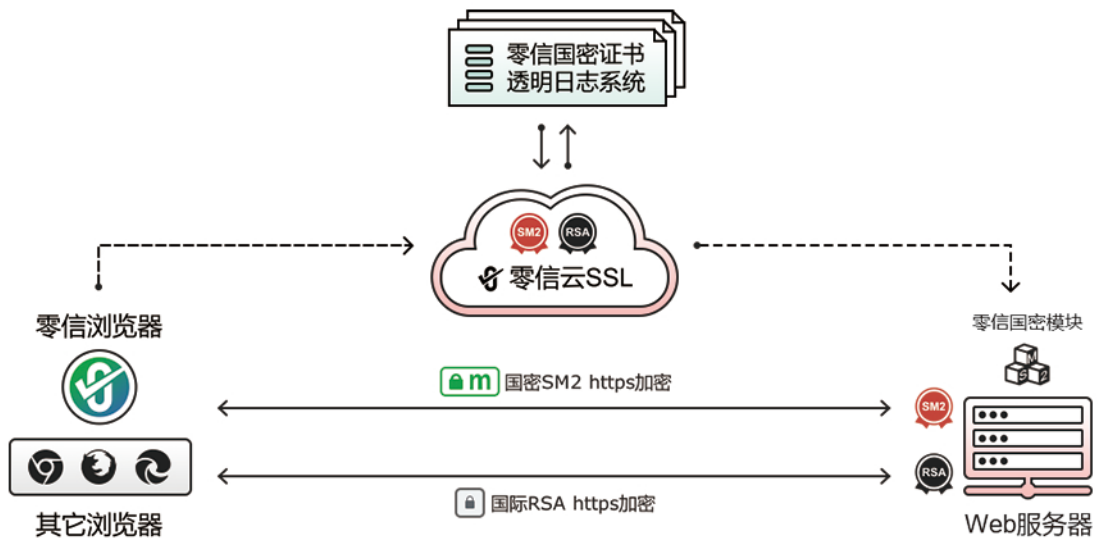 零信国密证书
透明日志系统
SM2 RSA
零信云SSL
零信浏览器
零信国密模块
M
S 2
m 国密SM2 https加密
SM2
RSA
国际RSA https加密
其它浏览器
Web服务器